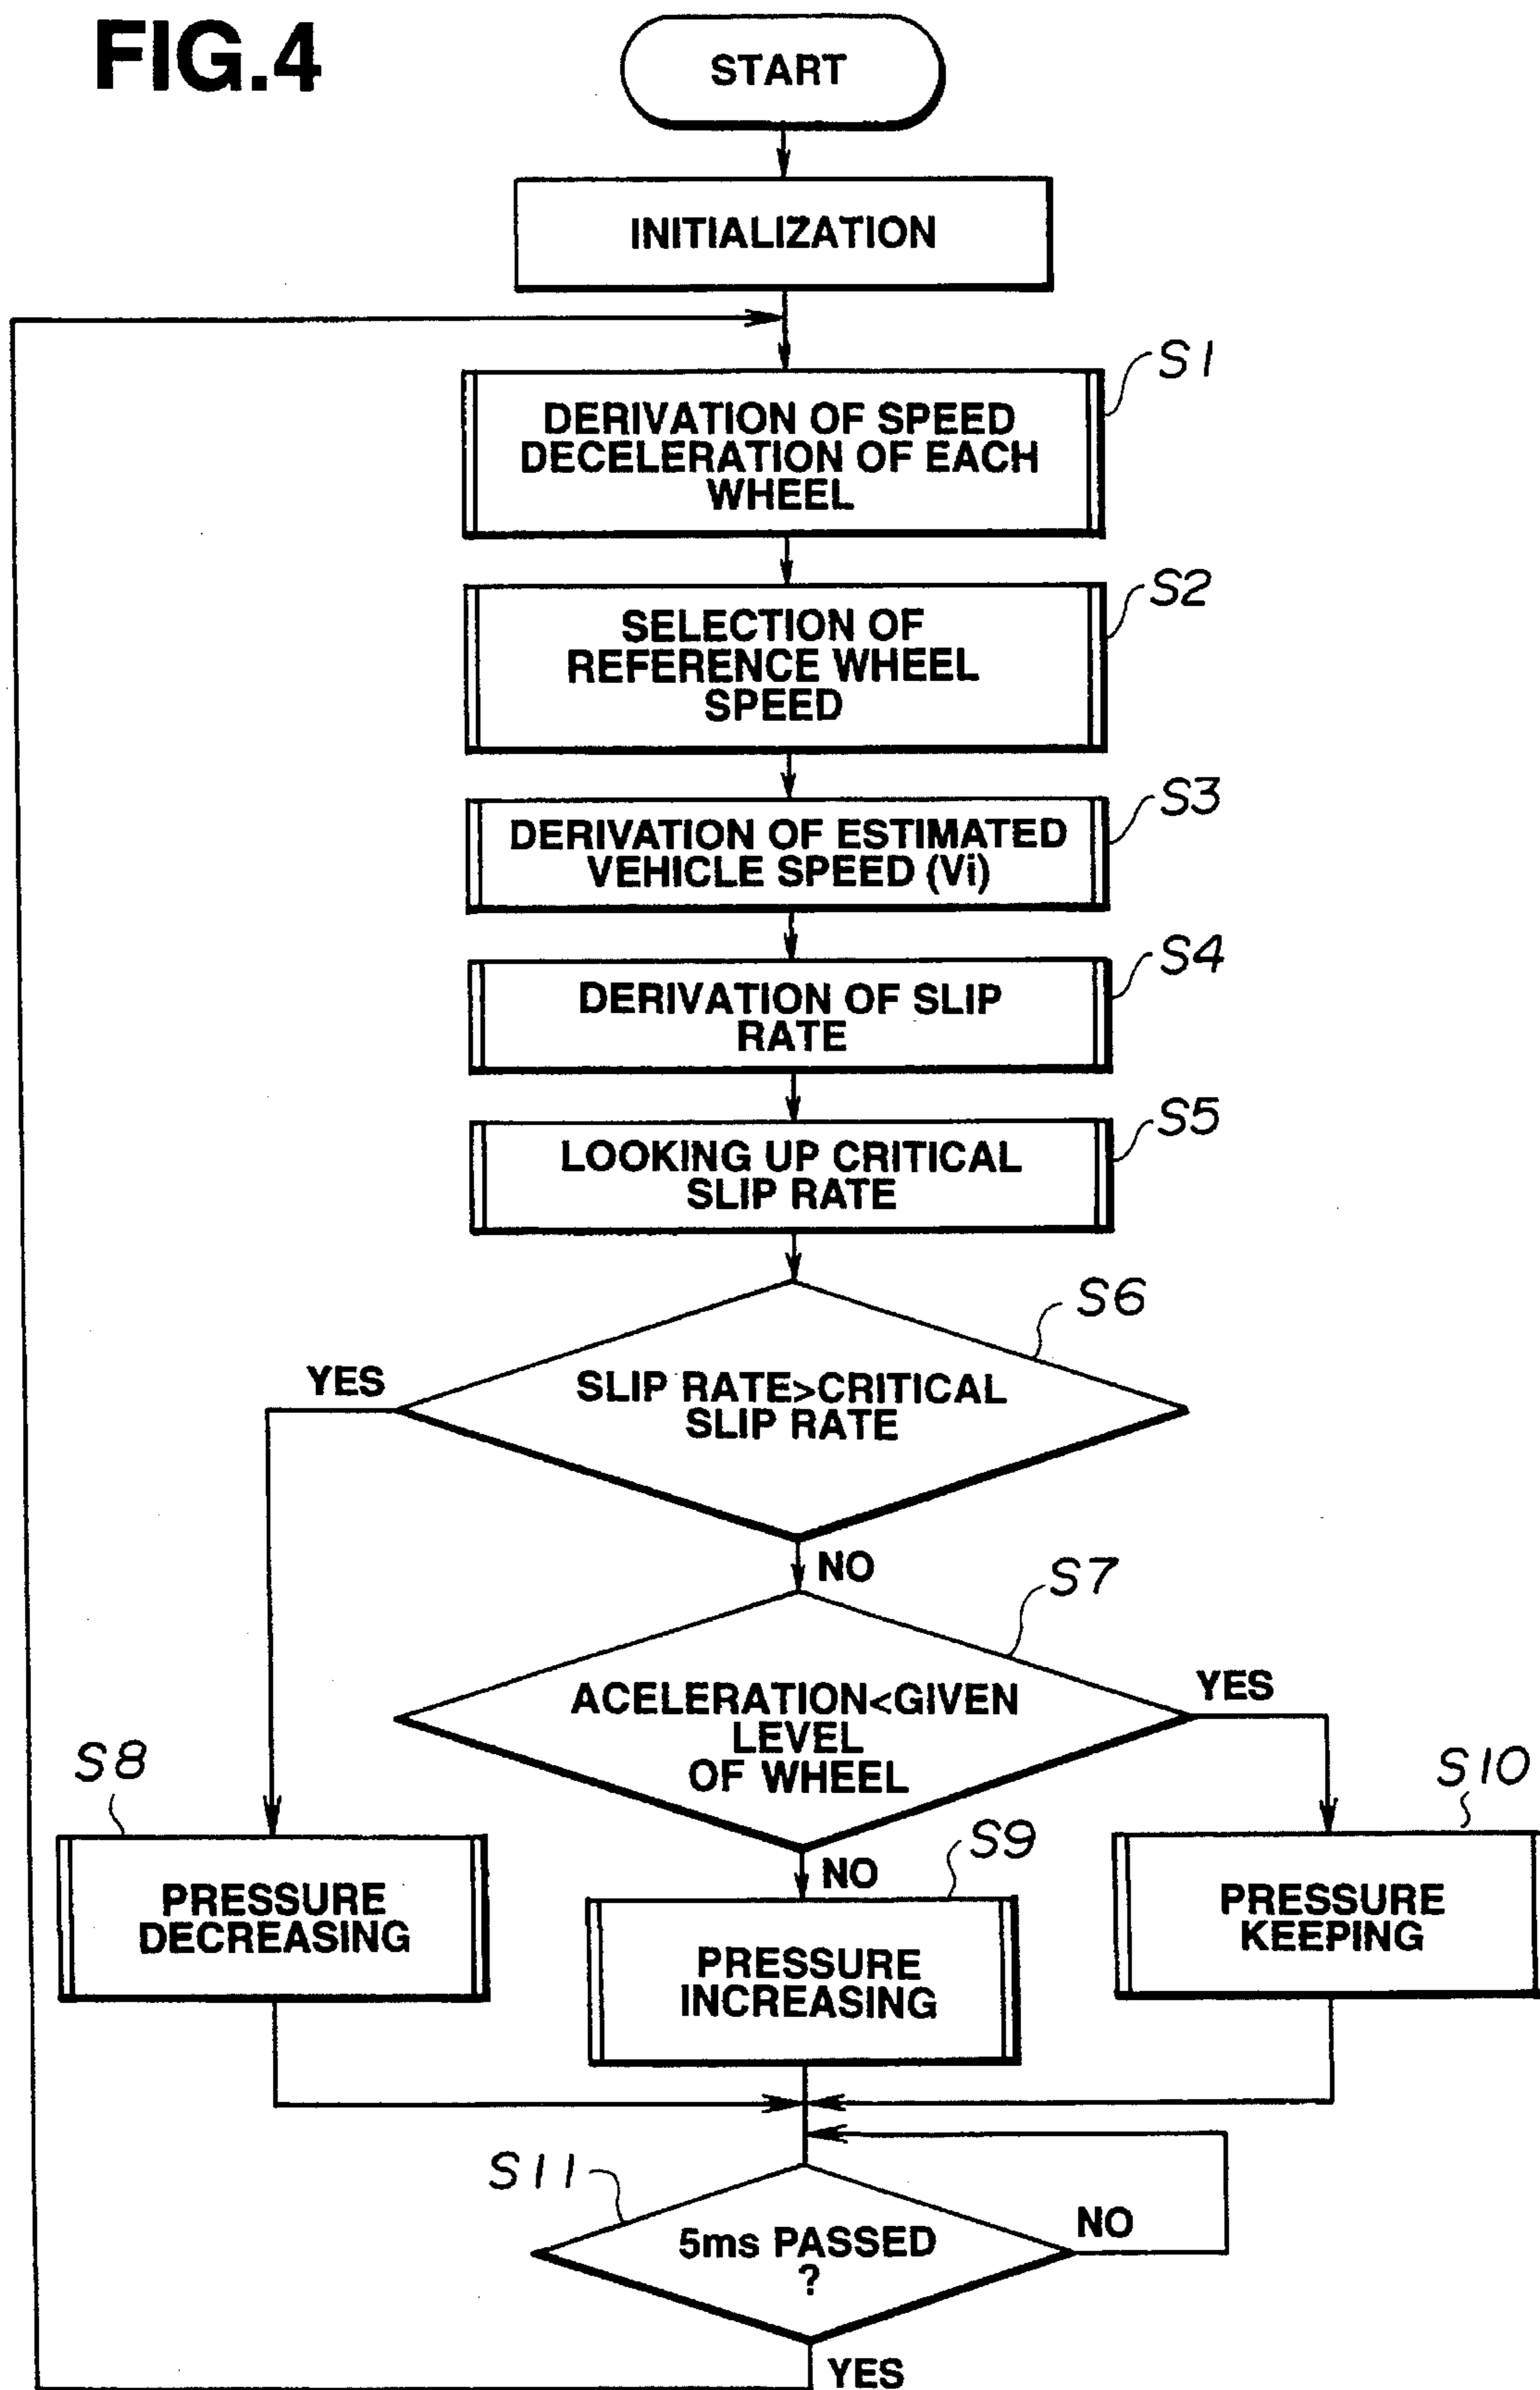 FIG.4
START
INITIALIZATION
S1
DERIVATION OF SPEED
DECELERATION OF EACH
WHEEL
S2
SELECTION OF
REFERENCE WHEEL
SPEED
S3
DERIVATION OF ESTIMATED
VEHICLE SPEED (Vi)
S4
DERIVATION OF SLIP
RATE
S5
LOOKING UP CRITICAL
SLIP RATE
S6
YES
SLIP RATE>CRITICAL
SLIP RATE
NO
S7
ACELERATION<GIVEN
LEVEL
OF WHEEL
YES
S8
S10
S9
NO
PRESSURE
DECREASING
PRESSURE
INCREASING
PRESSURE
KEEPING
S11
5ms PASSED
?
NO
YES